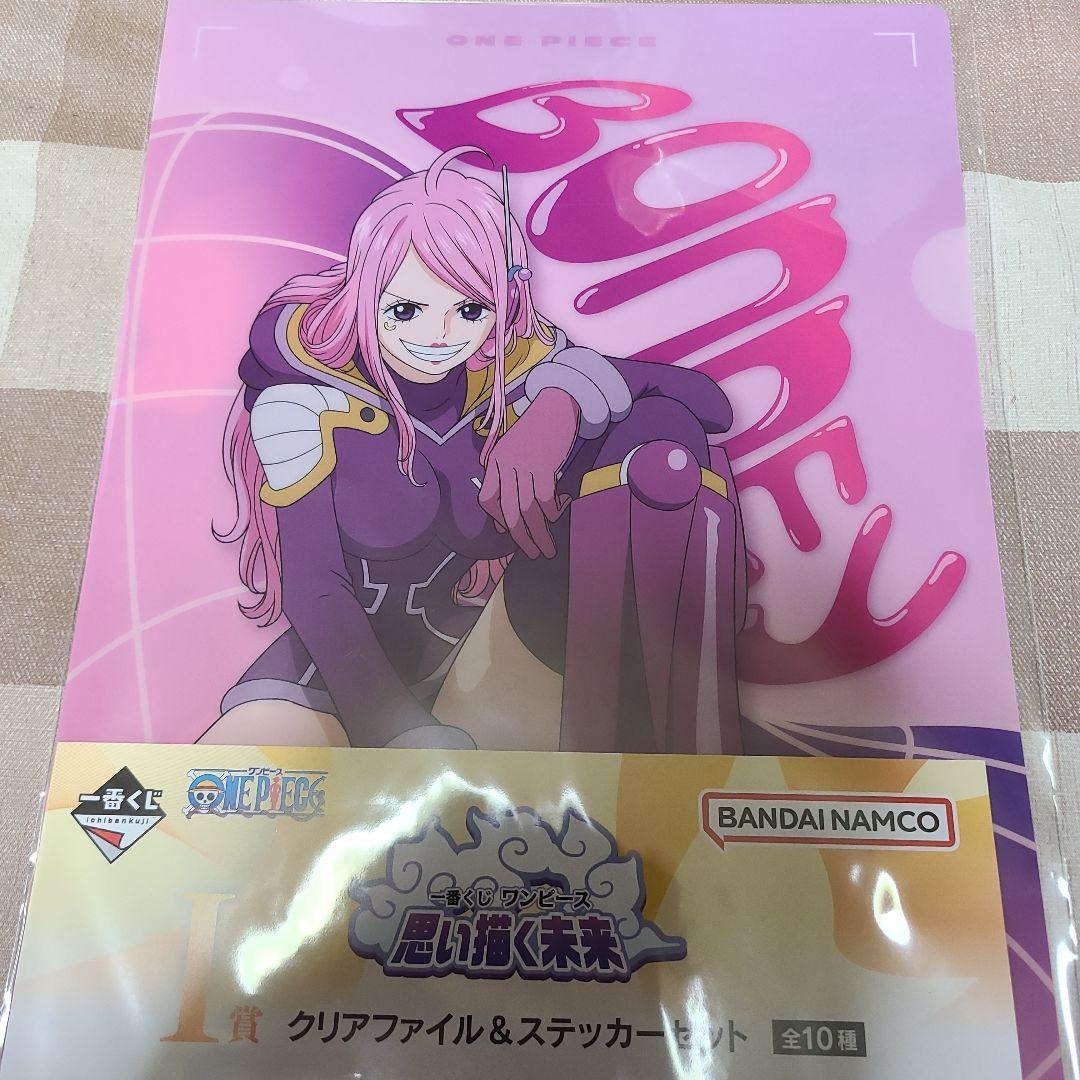 ONE PIECE
BONNEY
一番くじ
ichibankuji
ワンピース
ONE PIECE
BANDAI NAMCO
一番くじ ワンピース
思い描く未来
I賞 クリアファイル&ステッカーセット 全10種